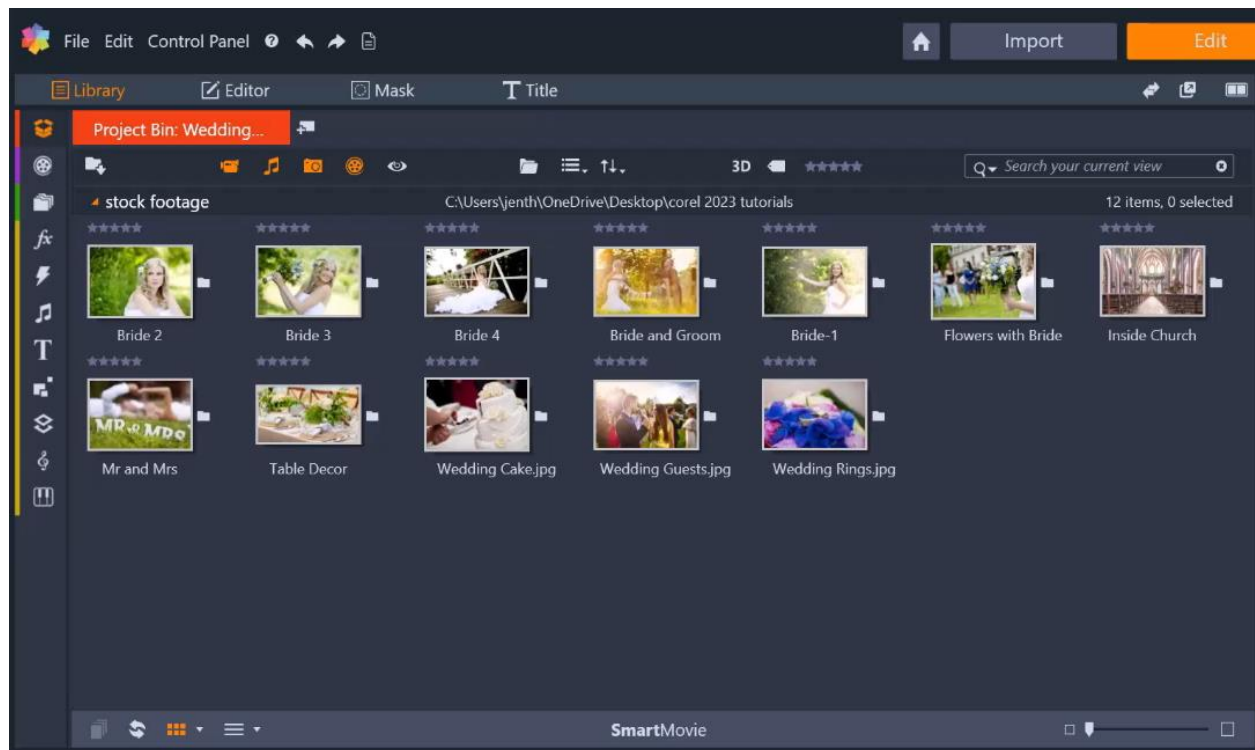 File Edit Control Panel Import Edit
Library Editor Mask Title
Project Bin: Wedding...
3D Search your current view
stock footage C:\Users\jenth\OneDrive\Desktop\corel 2023 tutorials 12 items, 0 selected
Bride 2 Bride 3 Bride 4 Bride and Groom Bride-1 Flowers with Bride Inside Church
MR & MRS
Mr and Mrs Table Decor Wedding Cake.jpg Wedding Guests.jpg Wedding Rings.jpg
SmartMovie